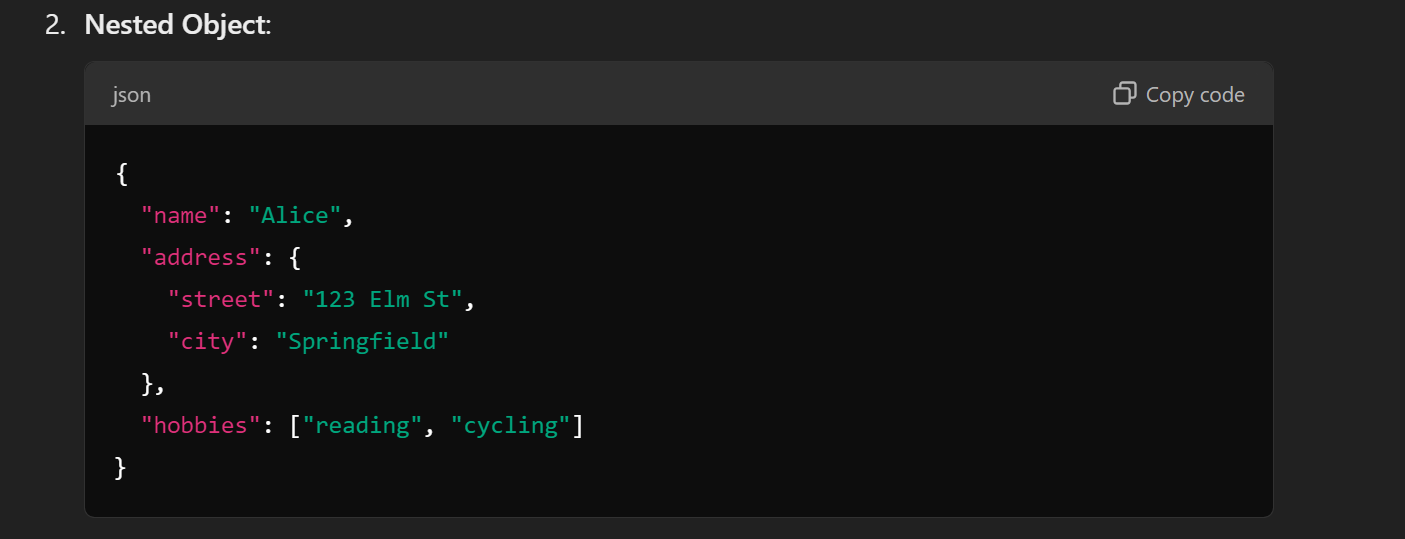 2. Nested Object:
json
Copy code
{
  "name": "Alice",
  "address": {
    "street": "123 Elm St",
    "city": "Springfield"
  },
  "hobbies": ["reading", "cycling"]
}